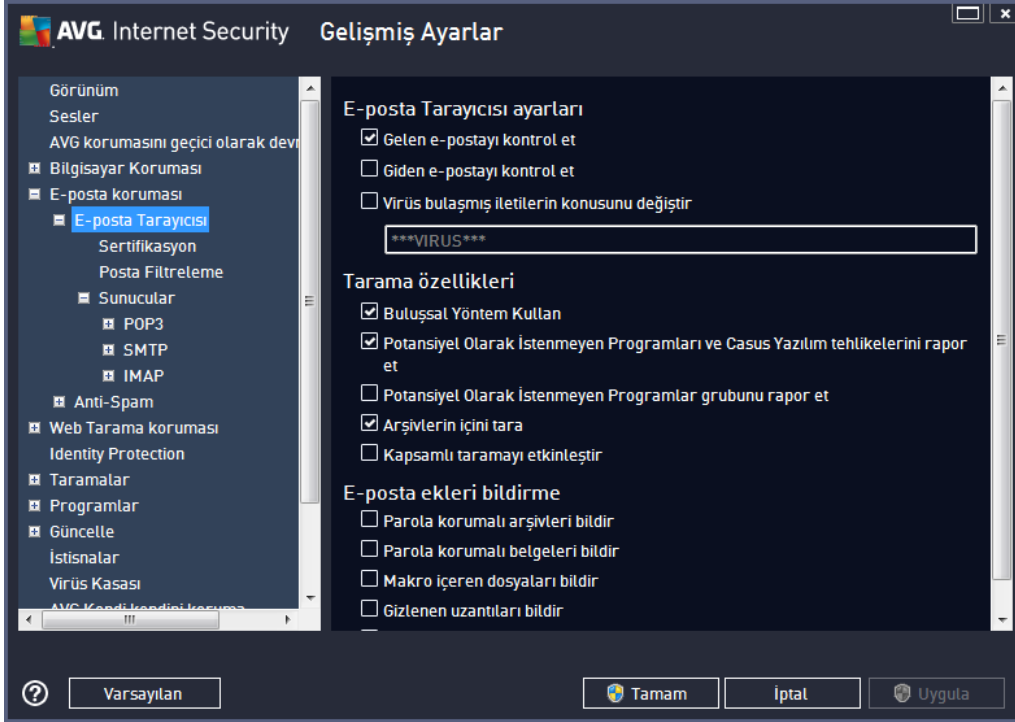 AVG. Internet Security Gelişmiş Ayarlar
Görünüm
Sesler
AVG korumasını geçici olarak devr
Bilgisayar Koruması
E-posta koruması
E-posta Tarayıcısı
Sertifikasyon
Posta Filtreleme
Sunucular
POP3
SMTP
IMAP
Anti-Spam
Web Tarama koruması
Identity Protection
Taramalar
Programlar
Güncelle
İstisnalar
Virüs Kasası
AVG Kendi kendini koruma
E-posta Tarayıcısı ayarları
Gelen e-postayı kontrol et
Giden e-postayı kontrol et
Virüs bulaşmış iletilerin konusunu değiştir
***VIRUS***
Tarama özellikleri
Buluşsal Yöntem Kullan
Potansiyel Olarak İstenmeyen Programları ve Casus Yazılım tehlikelerini rapor
et
Potansiyel Olarak İstenmeyen Programlar grubunu rapor et
Arşivlerin içini tara
Kapsamlı taramayı etkinleştir
E-posta ekleri bildirme
Parola korumalı arşivleri bildir
Parola korumalı belgeleri bildir
Makro içeren dosyaları bildir
Gizlenen uzantıları bildir
? Varsayılan Tamam İptal Uygula